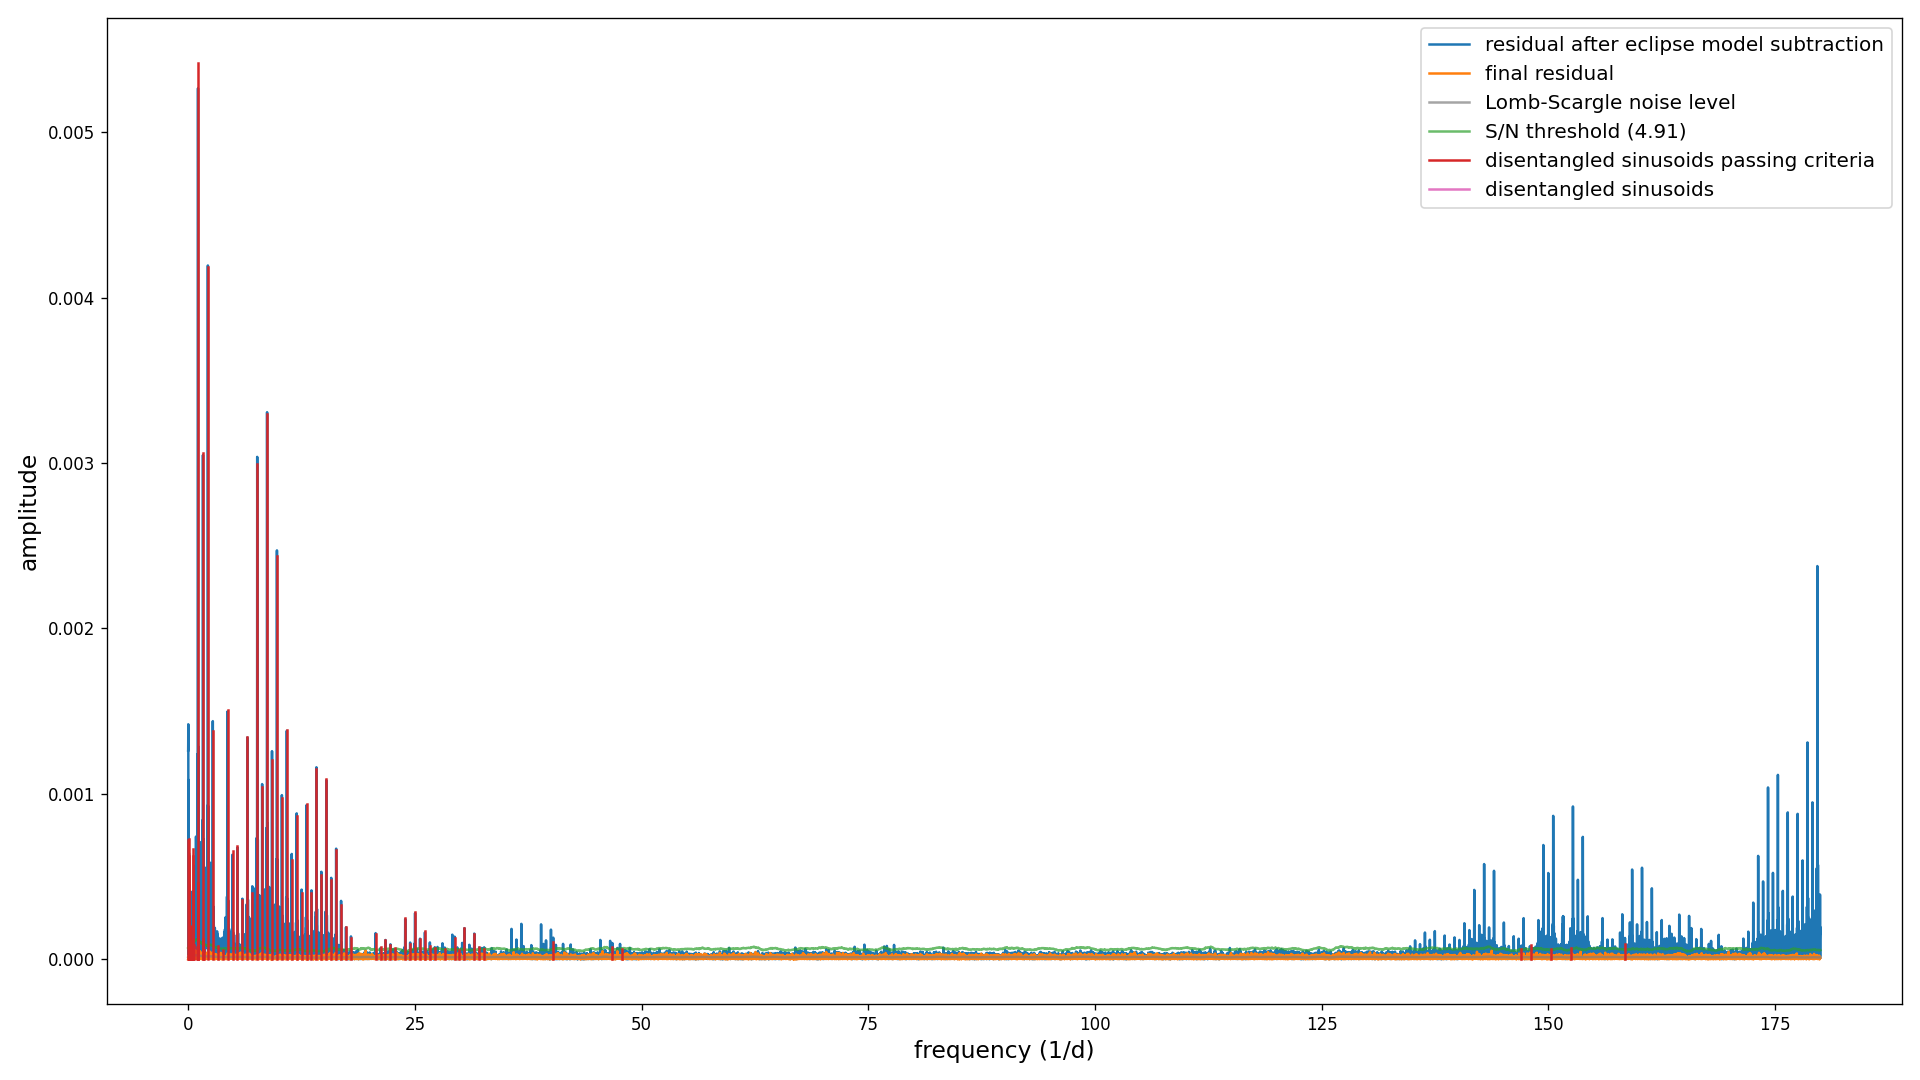 residual after eclipse model subtraction
final residual
Lomb-Scargle noise level
S/N threshold (4.91)
disentangled sinusoids passing criteria
disentangled sinusoids
0.005
0.004
0.003
0.002
0.001
0.000
amplitude
0 25 50 75 100 125 150 175
frequency (1/d)